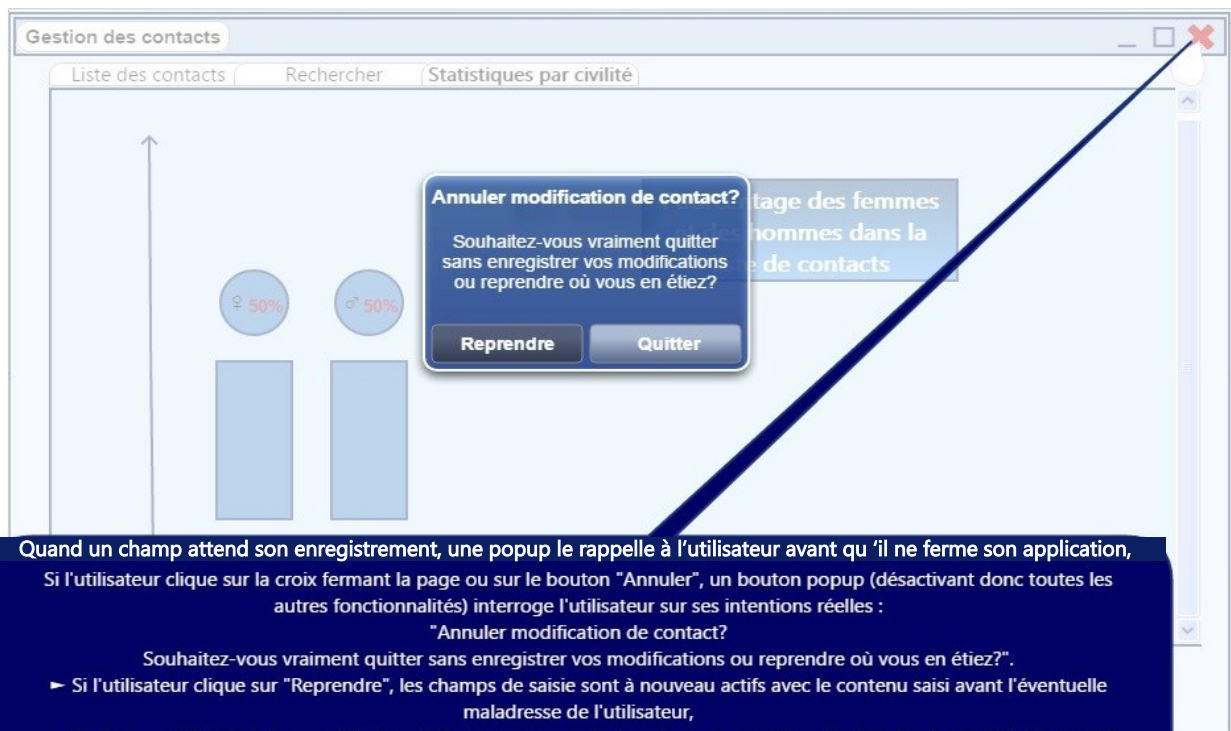 Gestion des contacts
Liste des contacts
Rechercher
Statistiques par civilité
Annuler modification de contact?
Souhaitez-vous vraiment quitter
sans enregistrer vos modifications
ou reprendre où vous en étiez?
Reprendre
Quitter
tage des femmes
hommes dans la
de contacts
♀ 50%
♂ 50%
Quand un champ attend son enregistrement, une popup le rappelle à l’utilisateur avant qu ‘il ne ferme son application,
Si l'utilisateur clique sur la croix fermant la page ou sur le bouton "Annuler", un bouton popup (désactivant donc toutes les
autres fonctionnalités) interroge l'utilisateur sur ses intentions réelles :
"Annuler modification de contact?
Souhaitez-vous vraiment quitter sans enregistrer vos modifications ou reprendre où vous en étiez?".
► Si l'utilisateur clique sur "Reprendre", les champs de saisie sont à nouveau actifs avec le contenu saisi avant l'éventuelle
maladresse de l'utilisateur,